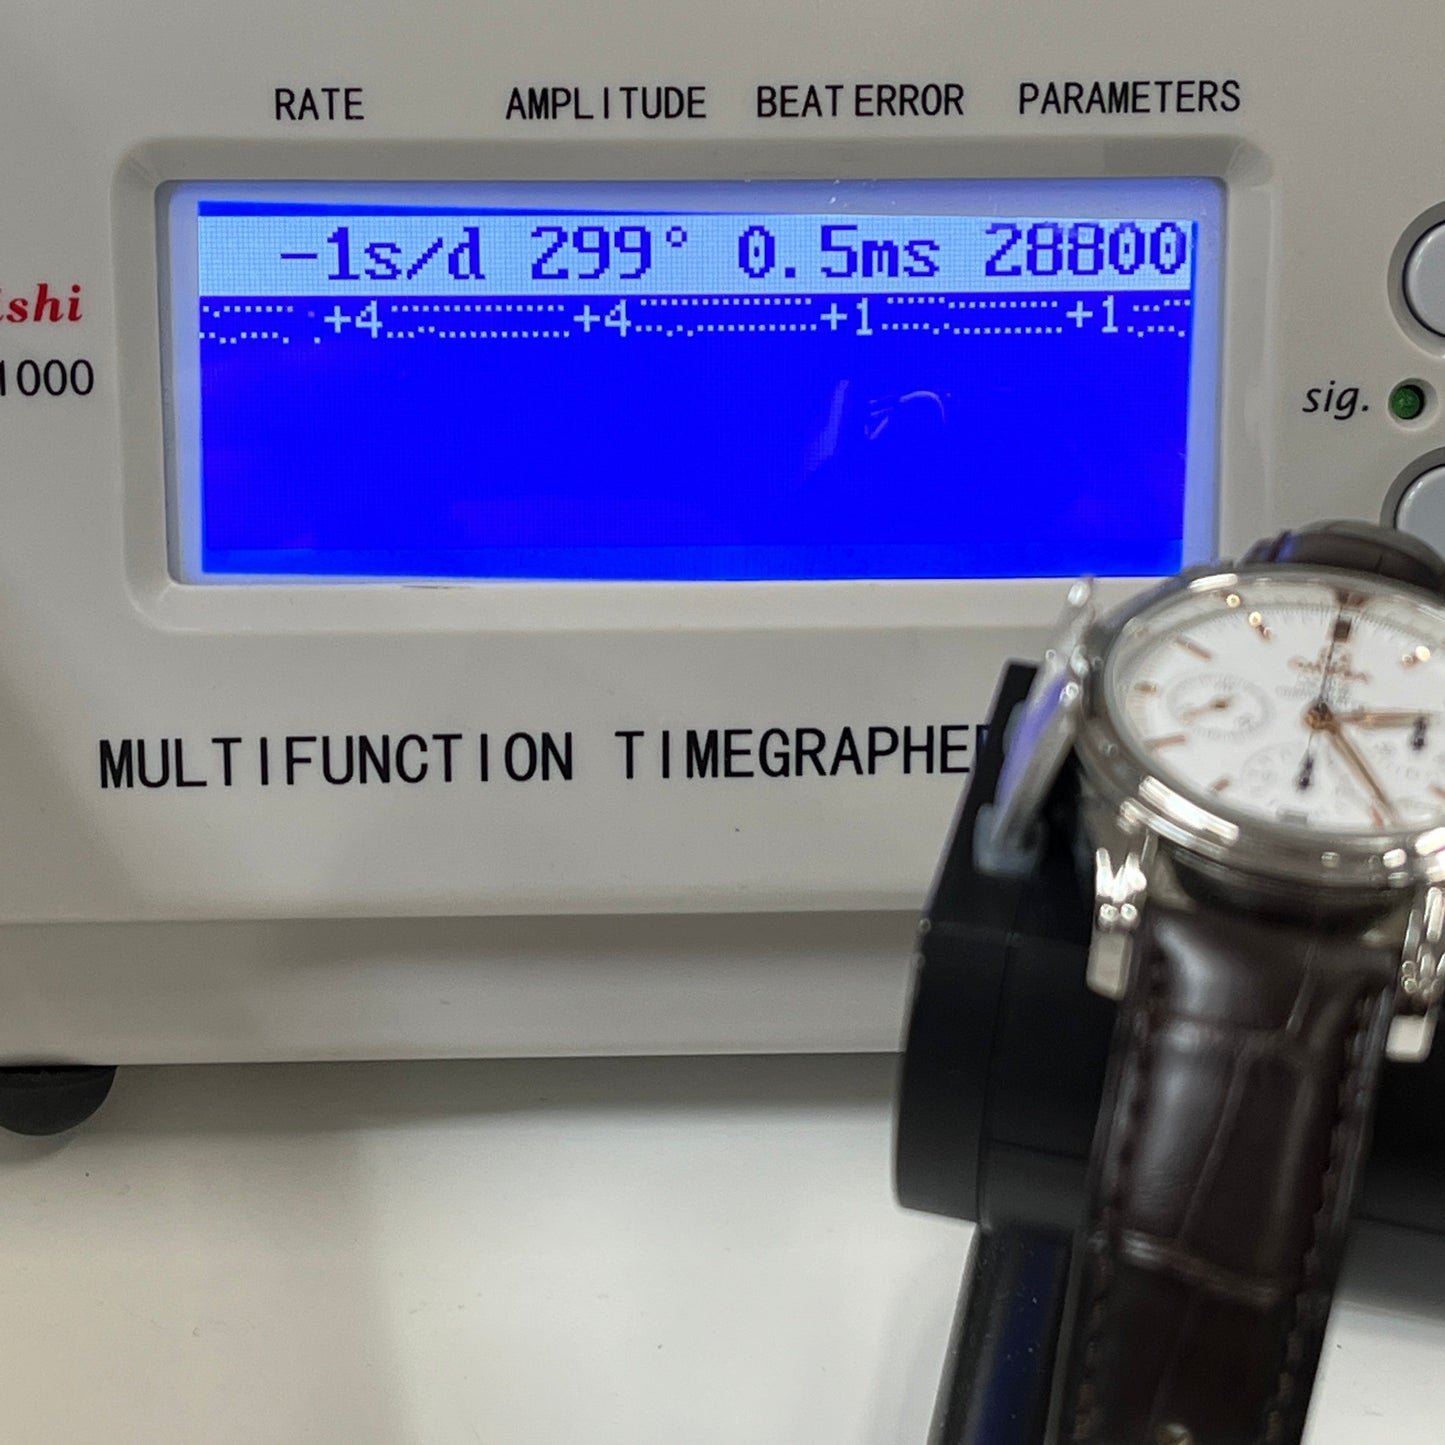 RATE AMPLITUDE BEAT ERROR PARAMETERS
-1s/d 299° 0.5ms 28800
+4 +4 +1 +1
ishi
1000
sig.
MULTIFUNCTION TIMEGRAPHER
OMEGA